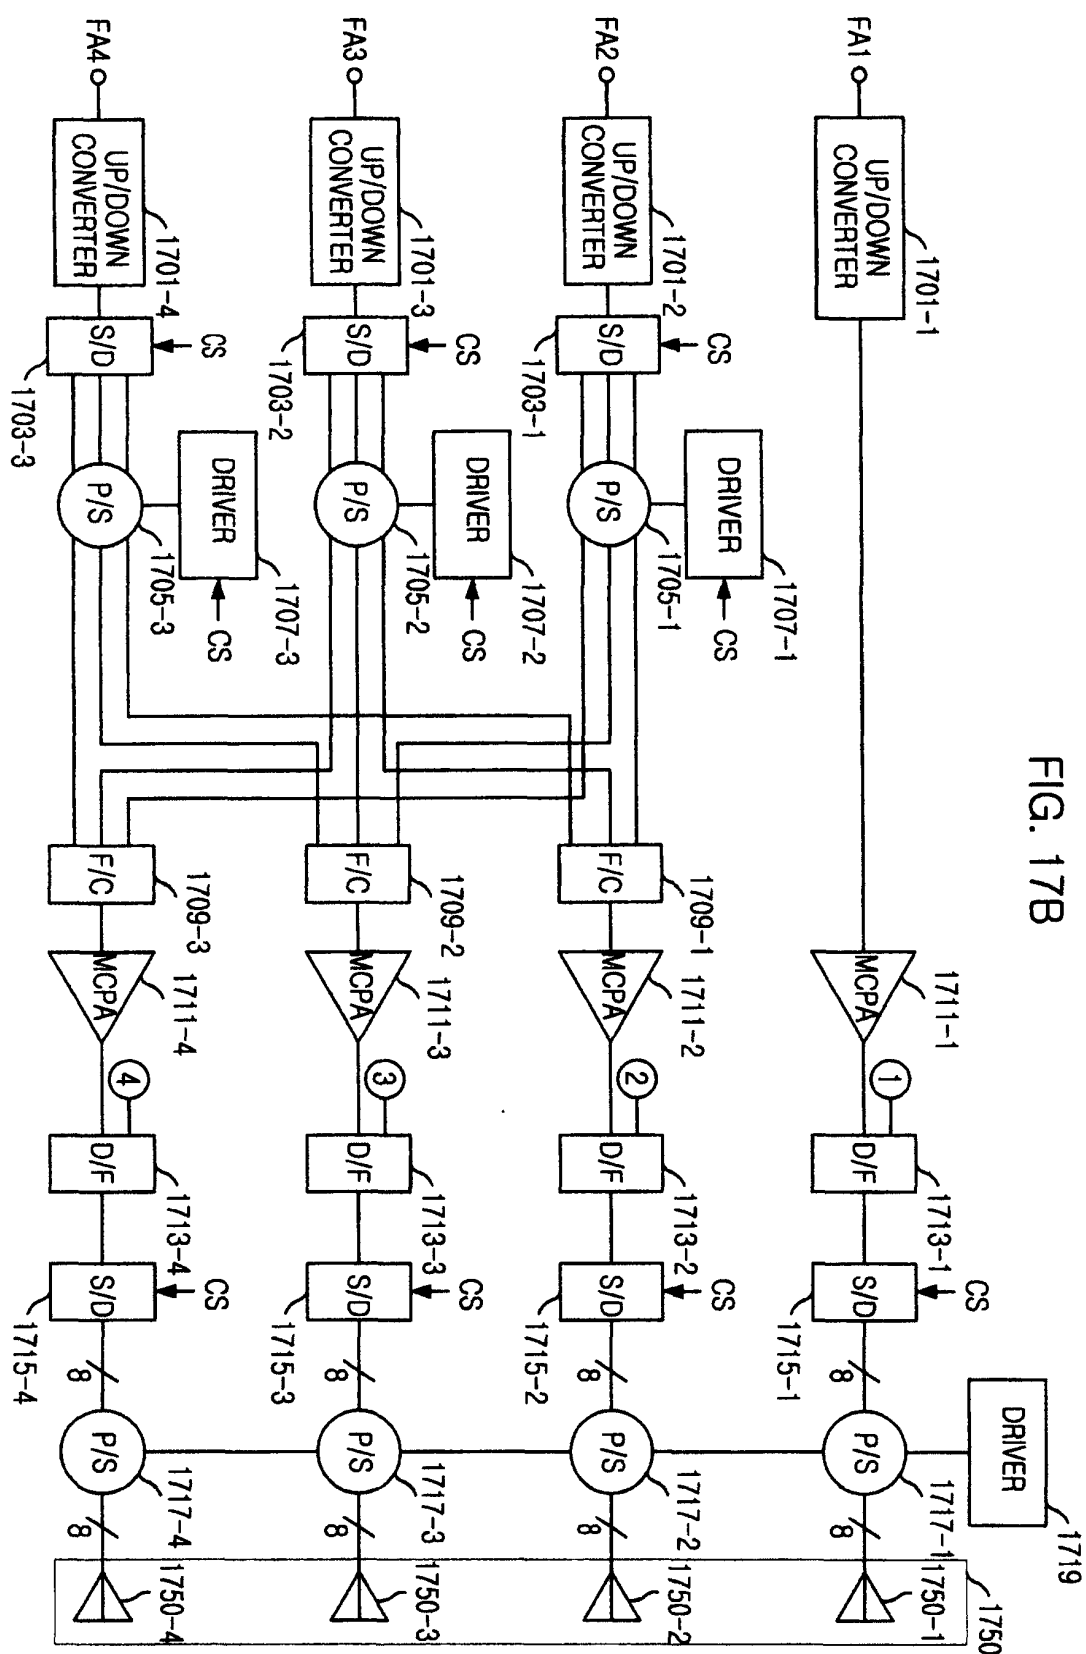 FIG. 17B
FA1
UP/DOWN
CONVERTER
1701-1
MCPA
1711-1
1
D/F
1713-1
S/D
CS
1715-1
8
P/S
1717-1
8
1750-1
DRIVER
1719
1750
FA2
UP/DOWN
CONVERTER
1701-2
S/D
CS
1703-1
P/S
1705-1
DRIVER
1707-1
CS
F/C
1709-1
MCPA
1711-2
2
D/F
1713-2
S/D
CS
1715-2
8
P/S
1717-2
8
1750-2
FA3
UP/DOWN
CONVERTER
1701-3
S/D
CS
1703-2
P/S
1705-2
DRIVER
1707-2
CS
F/C
1709-2
MCPA
1711-3
3
D/F
1713-3
S/D
CS
1715-3
8
P/S
1717-3
8
1750-3
FA4
UP/DOWN
CONVERTER
1701-4
S/D
CS
1703-3
P/S
1705-3
DRIVER
1707-3
CS
F/C
1709-3
MCPA
1711-4
4
D/F
1713-4
S/D
CS
1715-4
8
P/S
1717-4
8
1750-4